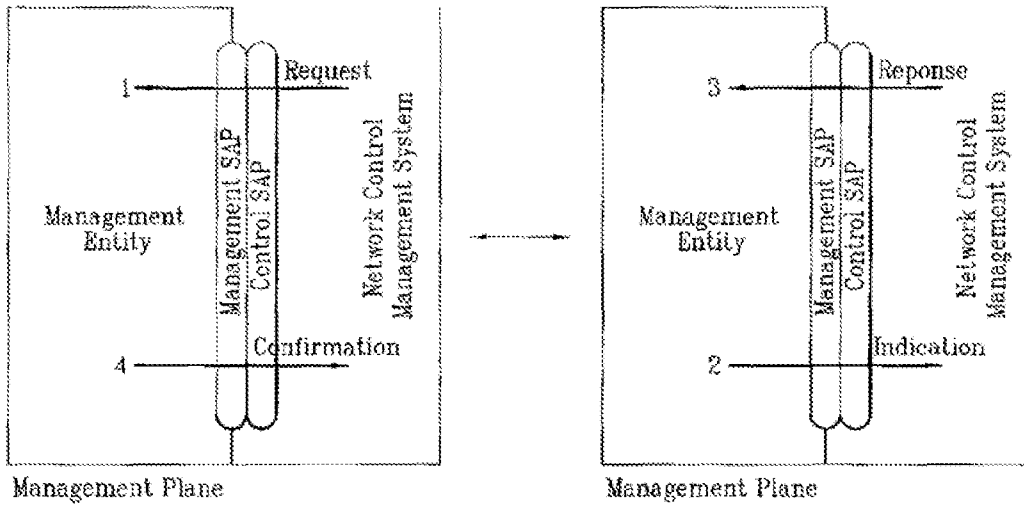 1
Request
Management
Entity
Management SAP
Control SAP
Network Control
Management System
4
Confirmation
Management Plane
3
Reponse
Management
Entity
Management SAP
Control SAP
Network Control
Management System
2
Indication
Management Plane